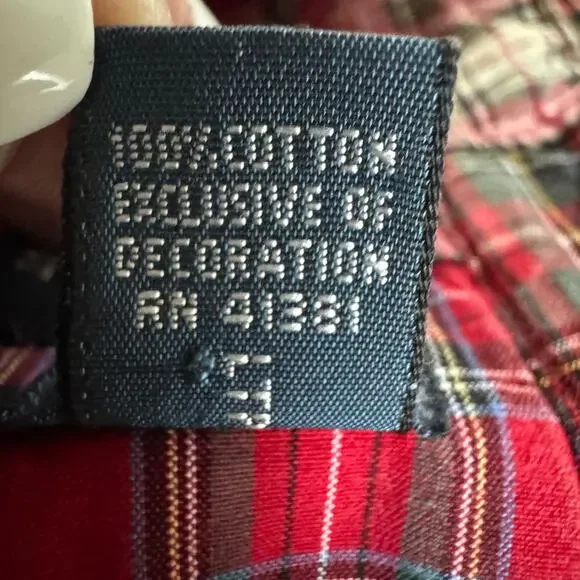 100% COTTON
EXCLUSIVE OF
DECORATION
RN 41381